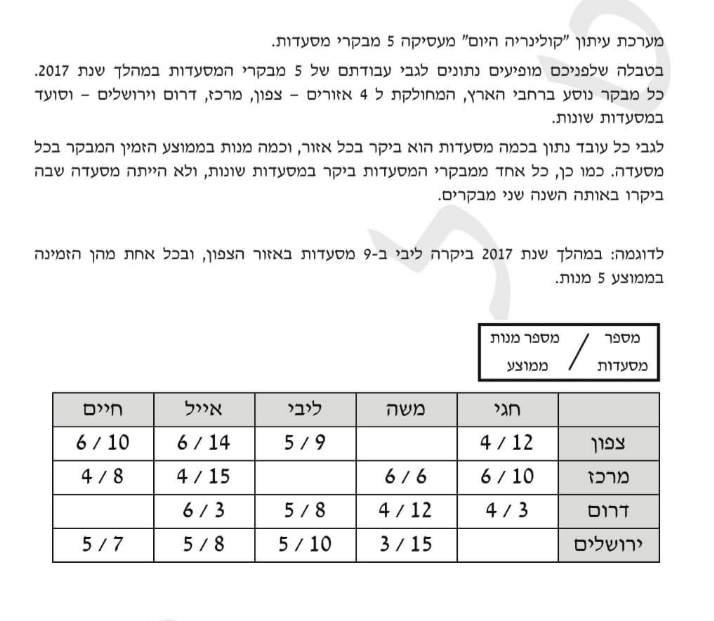 מערכת עיתון "קולינריה היום" מעסיקה 5 מבקרי מסעדות.
בטבלה שלפניכם מופיעים נתונים לגבי עבודתם של 5 מבקרי המסעדות במהלך שנת 2017.
כל מבקר נוסע ברחבי הארץ, המחולקת ל 4 אזורים – צפון, מרכז, דרום וירושלים – וסועד
במסעדות שונות.
לגבי כל עובד נתון בכמה מסעדות הוא ביקר בכל אזור, וכמה מנות בממוצע הזמין המבקר בכל
מסעדה. כמו כן, כל אחד ממבקרי המסעדות ביקר במסעדות שונות, ולא הייתה מסעדה שבה
ביקרו באותה השנה שני מבקרים.
לדוגמה: במהלך שנת 2017 ביקרה ליבי ב-9 מסעדות באזור הצפון, ובכל אחת מהן הזמינה
בממוצע 5 מנות.
מספר / מספר מנות
מסעדות ממוצע
חגי משה ליבי אייל חיים
צפון 4 / 12 5 / 9 6 / 14 6 / 10
מרכז 6 / 10 6 / 6 4 / 15 4 / 8
דרום 4 / 3 4 / 12 5 / 8 6 / 3
ירושלים 3 / 15 5 / 10 5 / 8 5 / 7